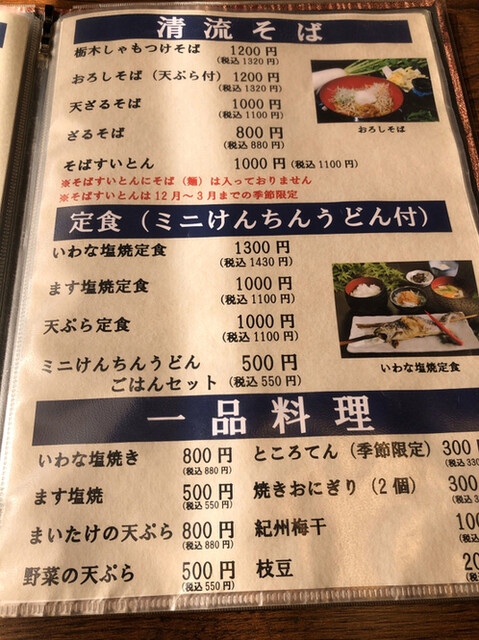 清流そば
栃木しゃもつけそば 1200円
(税込1320円)
おろしそば（天ぷら付）1200円
(税込1320円)
天ざるそば 1000円
(税込1100円)
ざるそば 800円
(税込880円)
そばすいとん 1000円(税込1100円)
※そばすいとんにそば（麺）は入っておりません
※そばすいとんは12月～3月までの季節限定
おろしそば
定食（ミニけんちんうどん付）
いわな塩焼定食 1300円
(税込1430円)
ます塩焼定食 1000円
(税込1100円)
天ぷら定食 1000円
(税込1100円)
ミニけんちんうどん 500円
ごはんセット (税込550円)
いわな塩焼定食
一品料理
いわな塩焼き 800円
(税込880円)
ます塩焼 500円
(税込550円)
まいたけの天ぷら 800円
(税込880円)
野菜の天ぷら 500円
(税込550円)
ところてん（季節限定）300
(税込330
焼きおにぎり（2個）300
(税込3
紀州梅干 100
(税込
枝豆 20
(税込